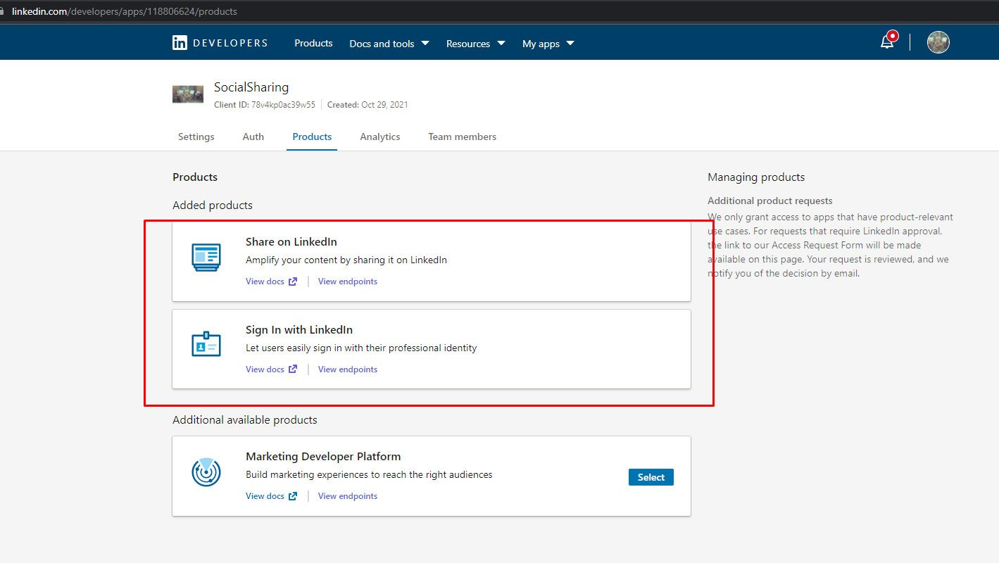 linkedin.com/developers/apps/118806624/products
in DEVELOPERS Products Docs and tools Resources My apps
SocialSharing
Client ID: 78v4kp0ac39w55 Created: Oct 29, 2021
Settings Auth Products Analytics Team members
Products
Added products
Share on LinkedIn
Amplify your content by sharing it on LinkedIn
View docs View endpoints
Sign In with LinkedIn
Let users easily sign in with their professional identity
View docs View endpoints
Additional available products
Marketing Developer Platform
Build marketing experiences to reach the right audiences
View docs View endpoints
Select
Managing products
Additional product requests
We only grant access to apps that have product-relevant
use cases. For requests that require LinkedIn approval,
the link to our Access Request Form will be made
available on this page. Your request is reviewed, and we
notify you of the decision by email.